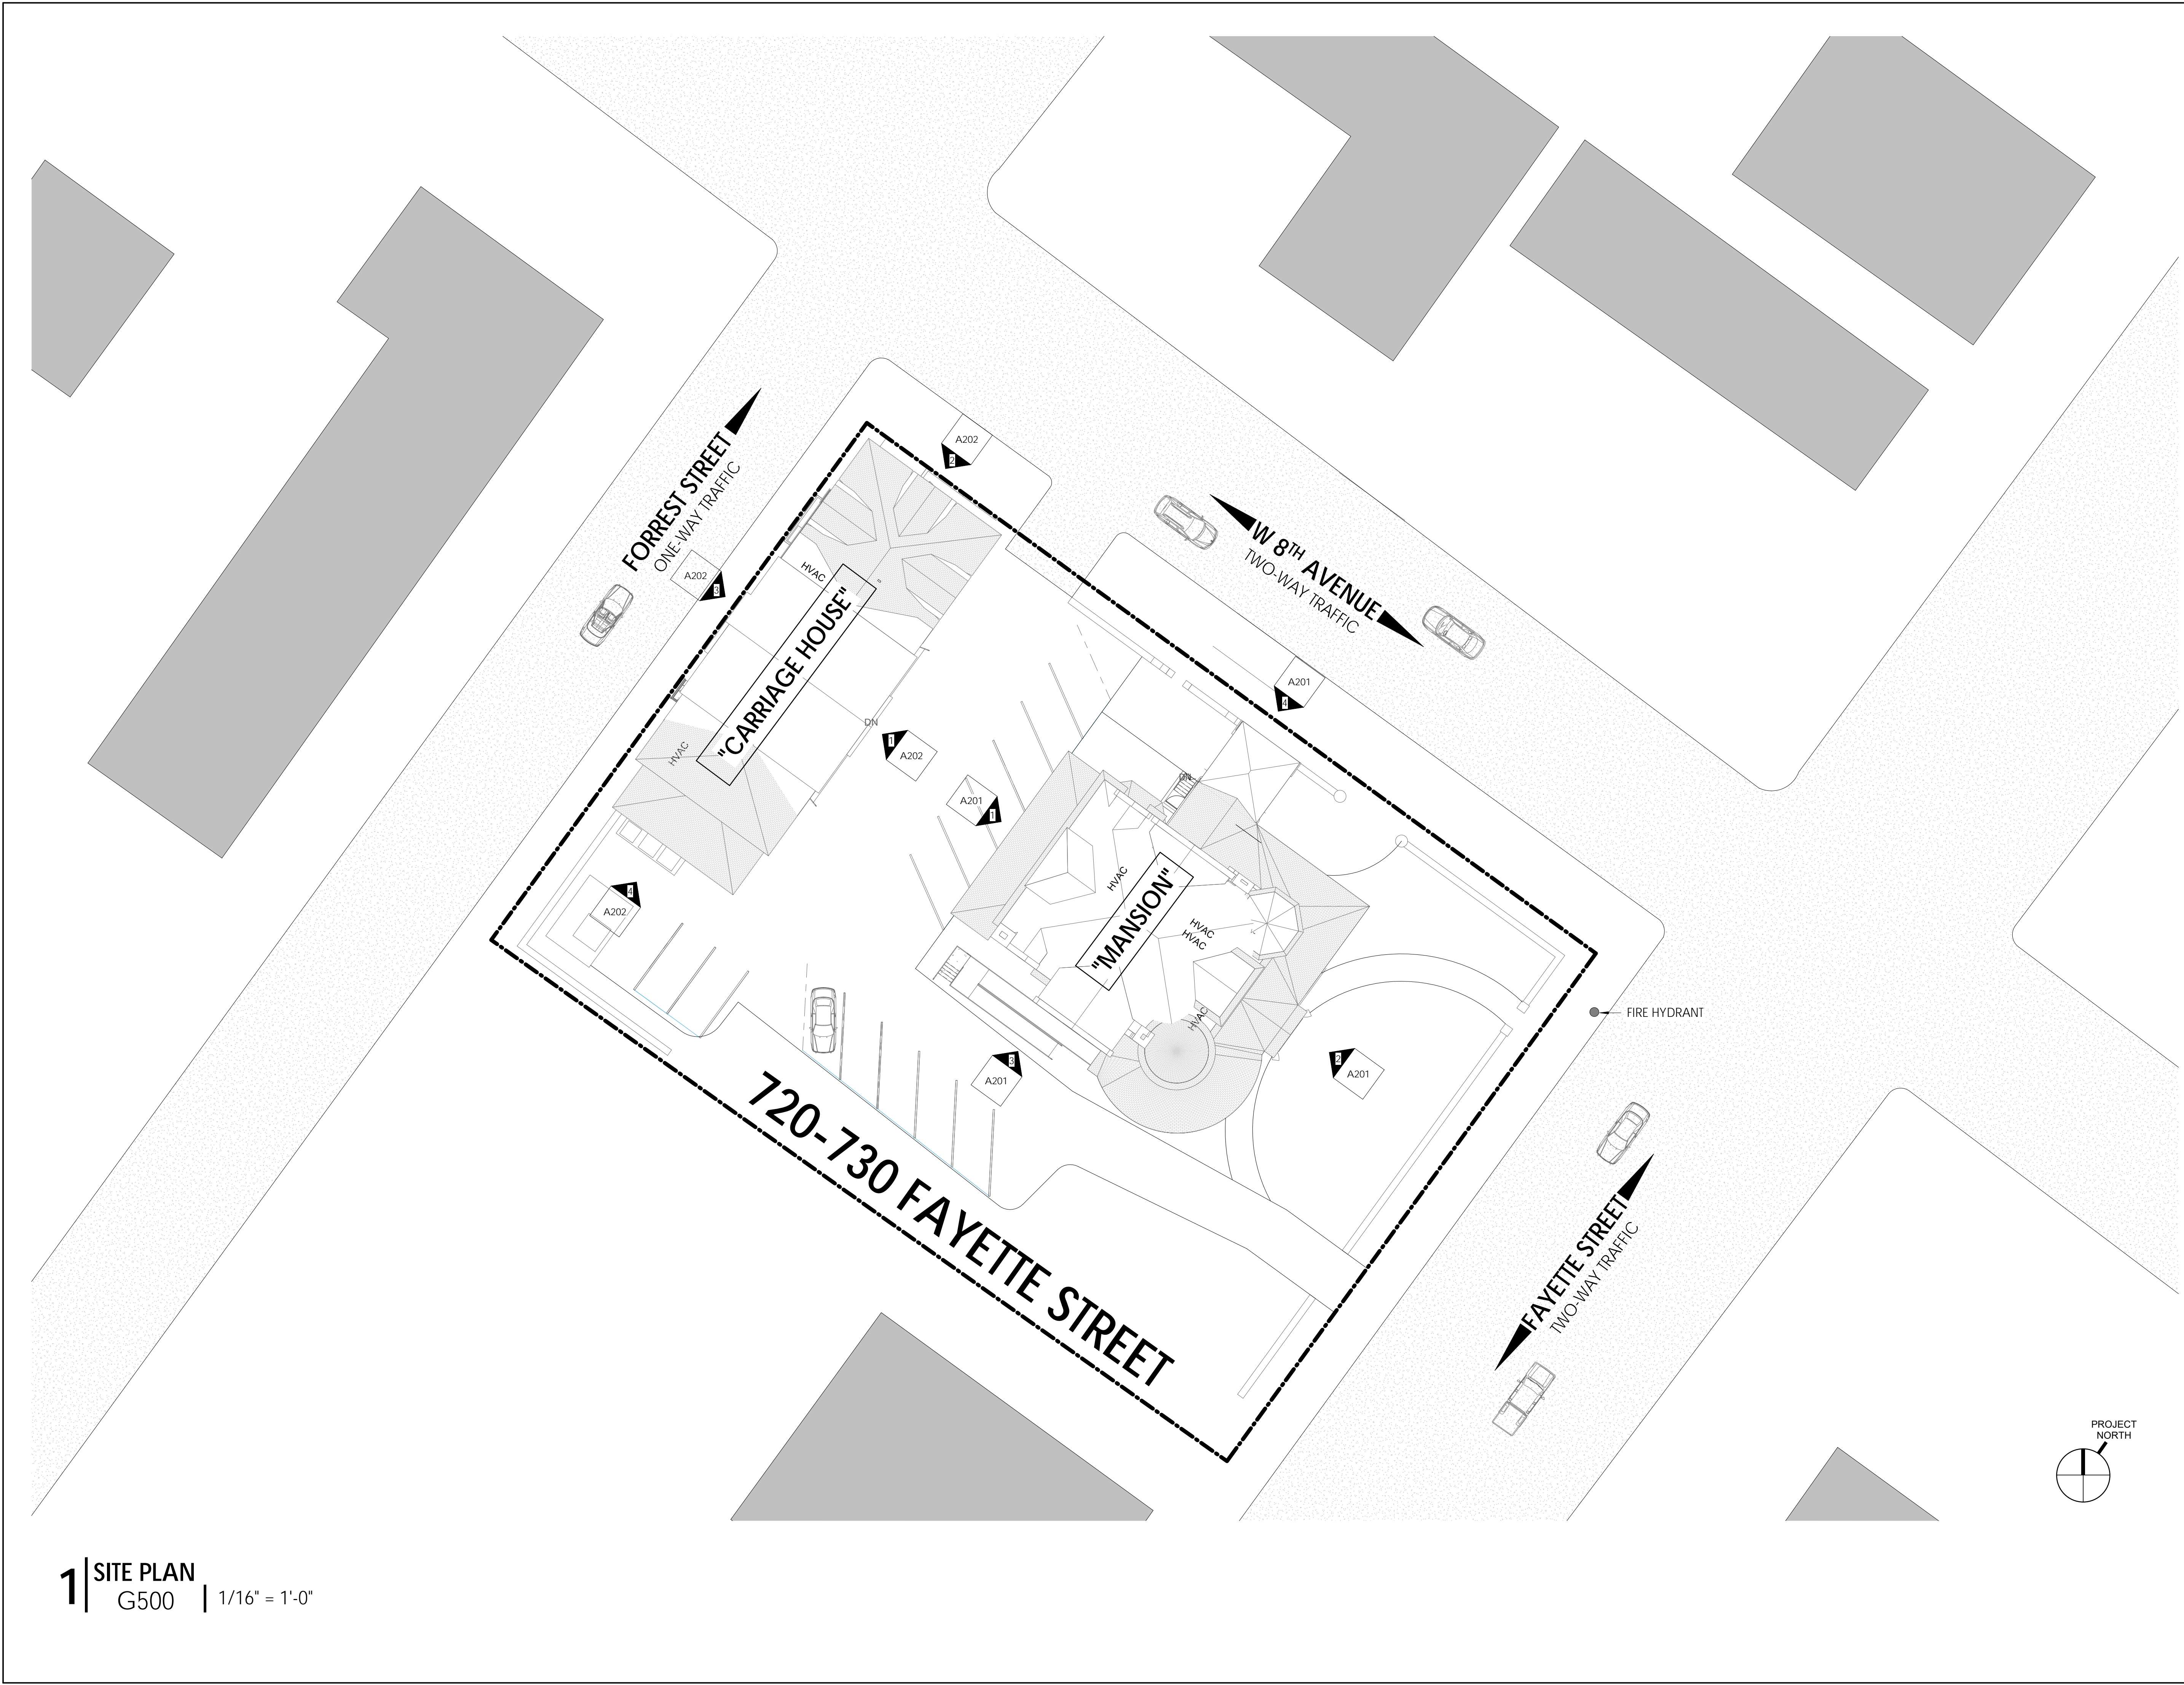 A202
2
FORREST STREET
ONE-WAY TRAFFIC
A202
3
W 8TH AVENUE
TWO-WAY TRAFFIC
HVAC
"CARRIAGE HOUSE"
HVAC
A201
4
DN
1
A202
A201
1
DN
HVAC
"MANSION"
HVAC
HVAC
HVAC
4
A202
FIRE HYDRANT
3
A201
2
A201
720-730 FAYETTE STREET
FAYETTE STREET
TWO-WAY TRAFFIC
PROJECT
NORTH
1
SITE PLAN
G500
1/16" = 1'-0"